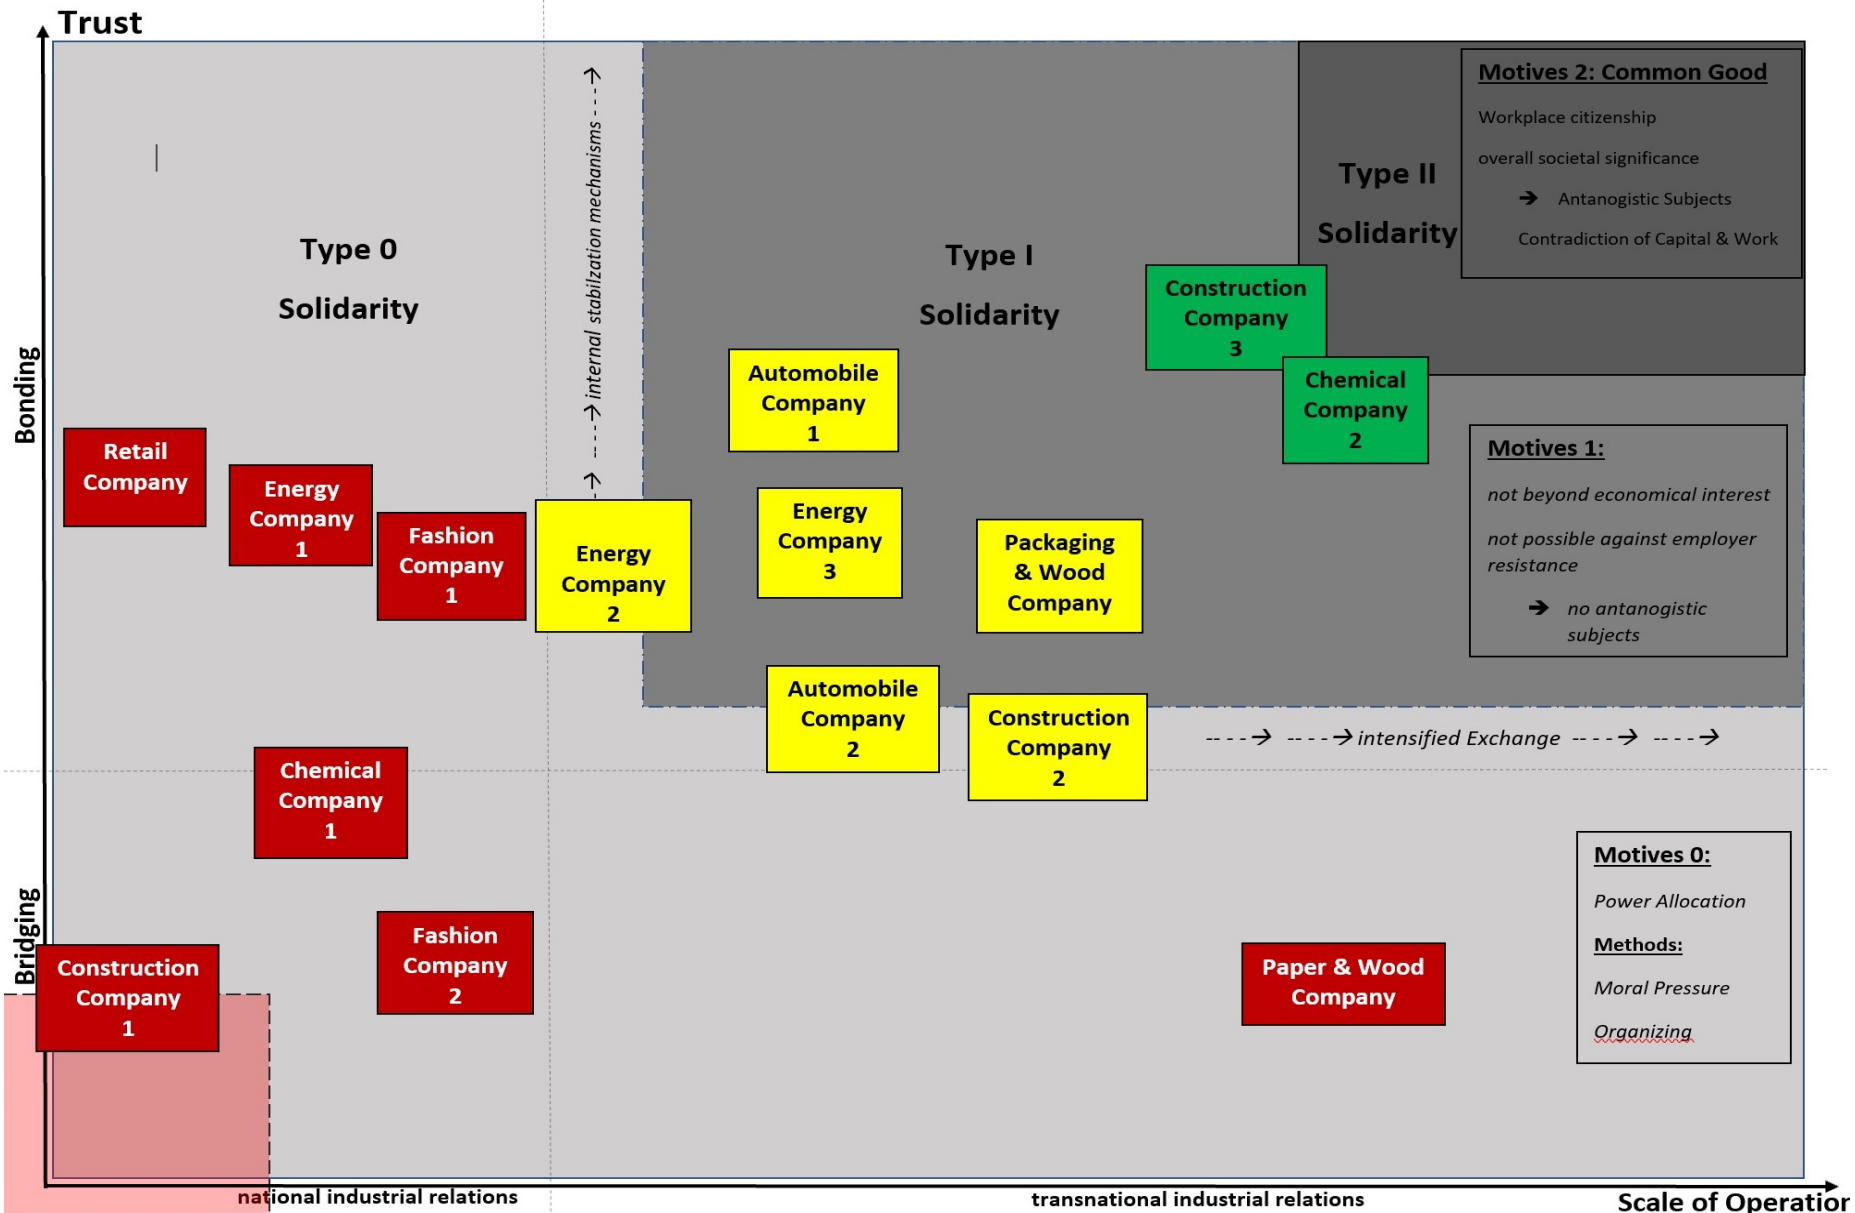 Trust
Bonding
Bridging
Type 0
Solidarity
- - - -→ internal stabilzation mechanisms - - - -→
Type I
Solidarity
Type II
Solidarity
Motives 2: Common Good
Workplace citizenship
overall societal significance
➔ Antanogistic Subjects
Contradiction of Capital & Work
Construction
Company
3
Chemical
Company
2
Automobile
Company
1
Retail
Company
Energy
Company
1
Fashion
Company
1
Energy
Company
2
Energy
Company
3
Packaging
& Wood
Company
Motives 1:
not beyond economical interest
not possible against employer
resistance
➔ no antanogistic
subjects
Automobile
Company
2
Construction
Company
2
-- - -→ -- - -→ intensified Exchange -- - -→ -- - -→
Chemical
Company
1
Fashion
Company
2
Construction
Company
1
Paper & Wood
Company
Motives 0:
Power Allocation
Methods:
Moral Pressure
Organizing
national industrial relations
transnational industrial relations
Scale of Operation